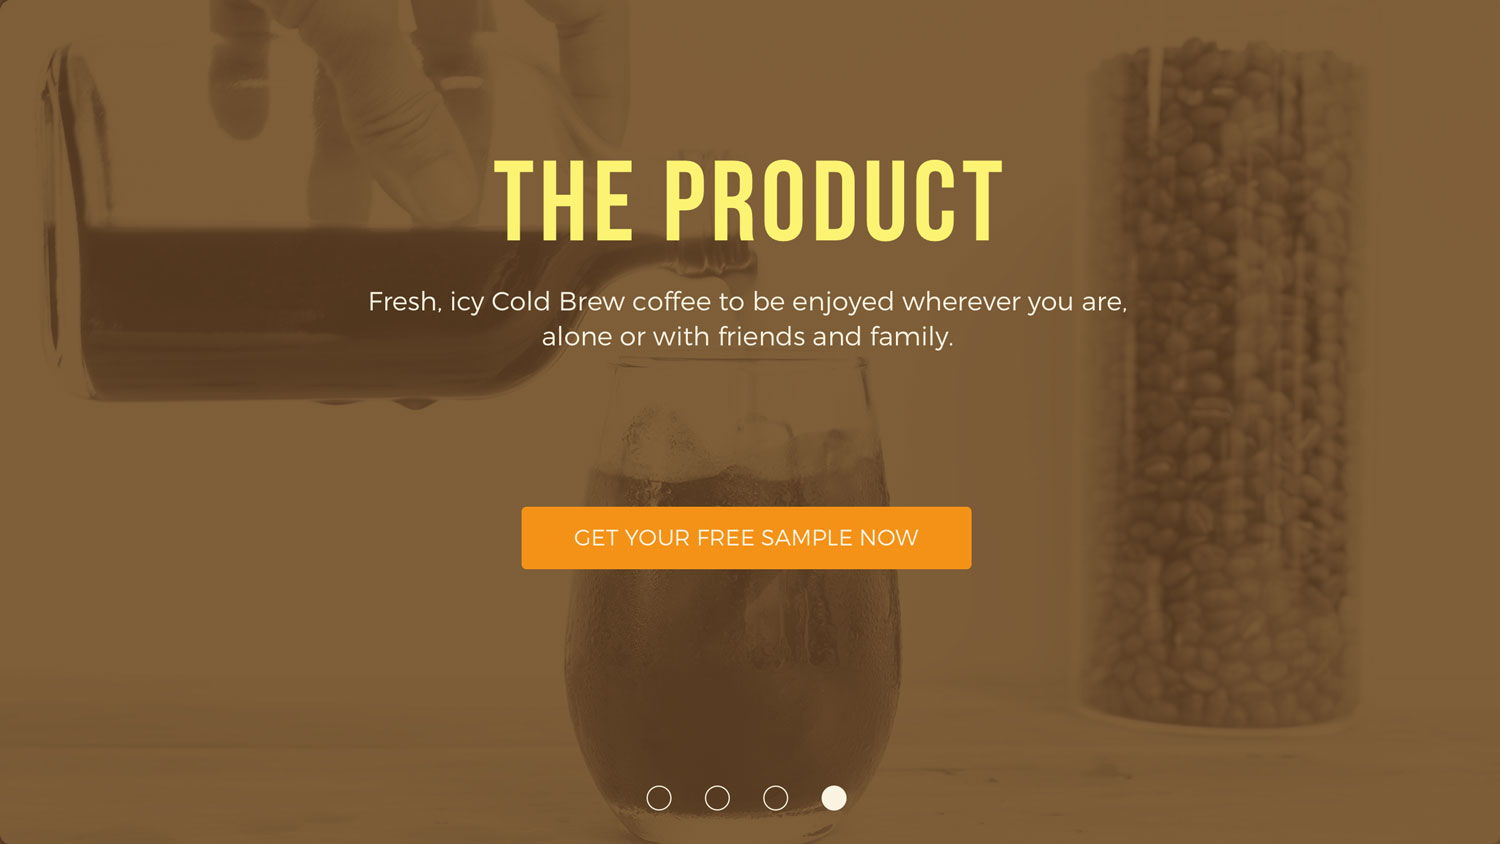 THE PRODUCT
Fresh, icy Cold Brew coffee to be enjoyed wherever you are,
alone or with friends and family.
GET YOUR FREE SAMPLE NOW